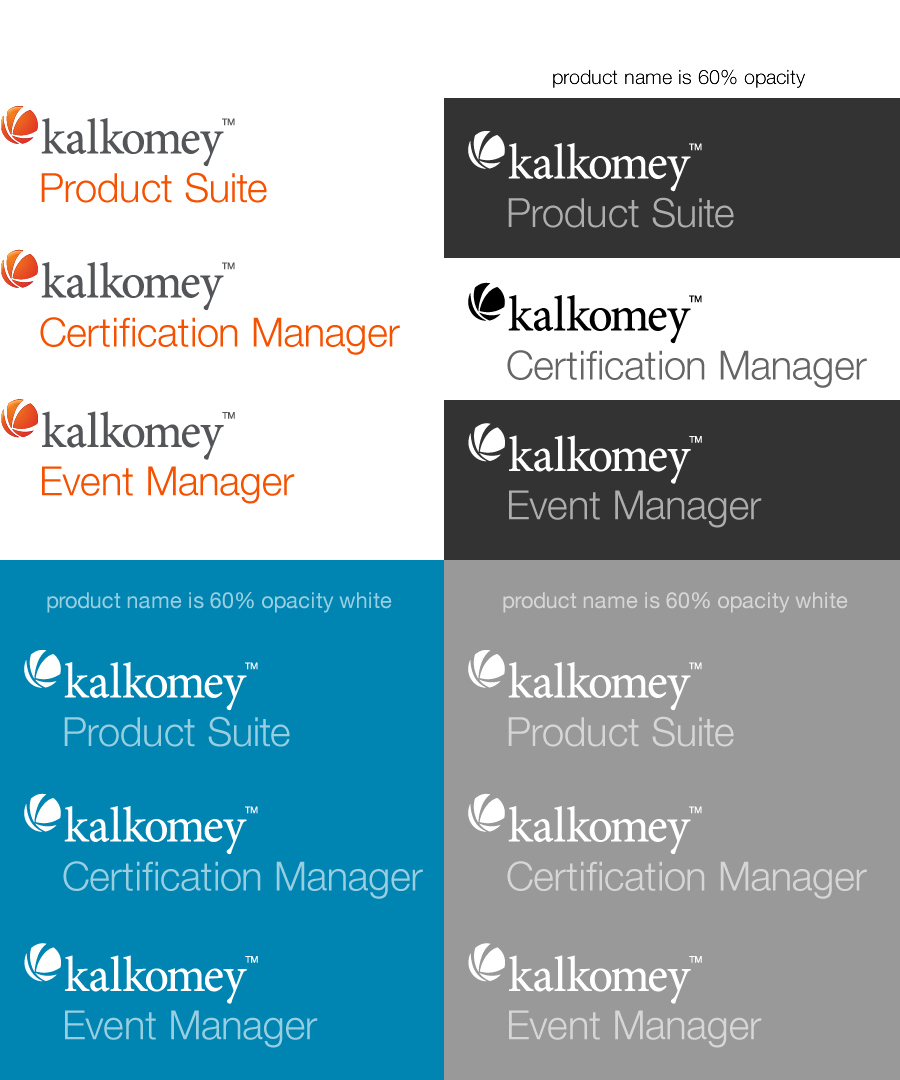 kalkomey™
Product Suite
kalkomey™
Certification Manager
kalkomey™
Event Manager
product name is 60% opacity
kalkomey™
Product Suite
kalkomey™
Certification Manager
kalkomey™
Event Manager
product name is 60% opacity white
kalkomey™
Product Suite
kalkomey™
Certification Manager
kalkomey™
Event Manager
product name is 60% opacity white
kalkomey™
Product Suite
kalkomey™
Certification Manager
kalkomey™
Event Manager